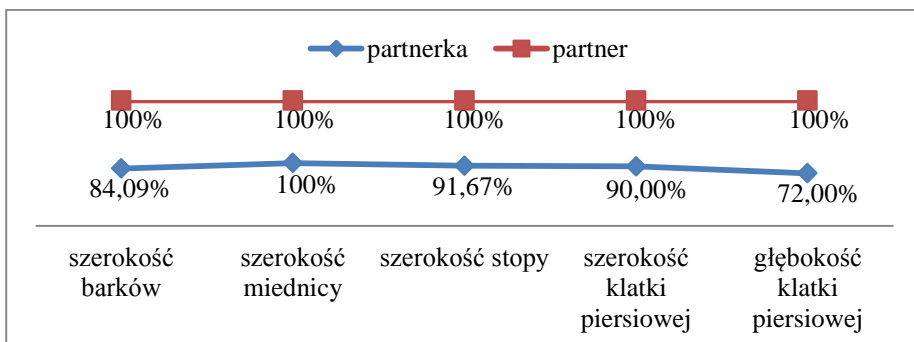 partnerka partner
100% 100% 100% 100% 100%
84,09% 100% 91,67% 90,00% 72,00%
szerokość barków
szerokość miednicy
szerokość stopy
szerokość klatki piersiowej
głębokość klatki piersiowej